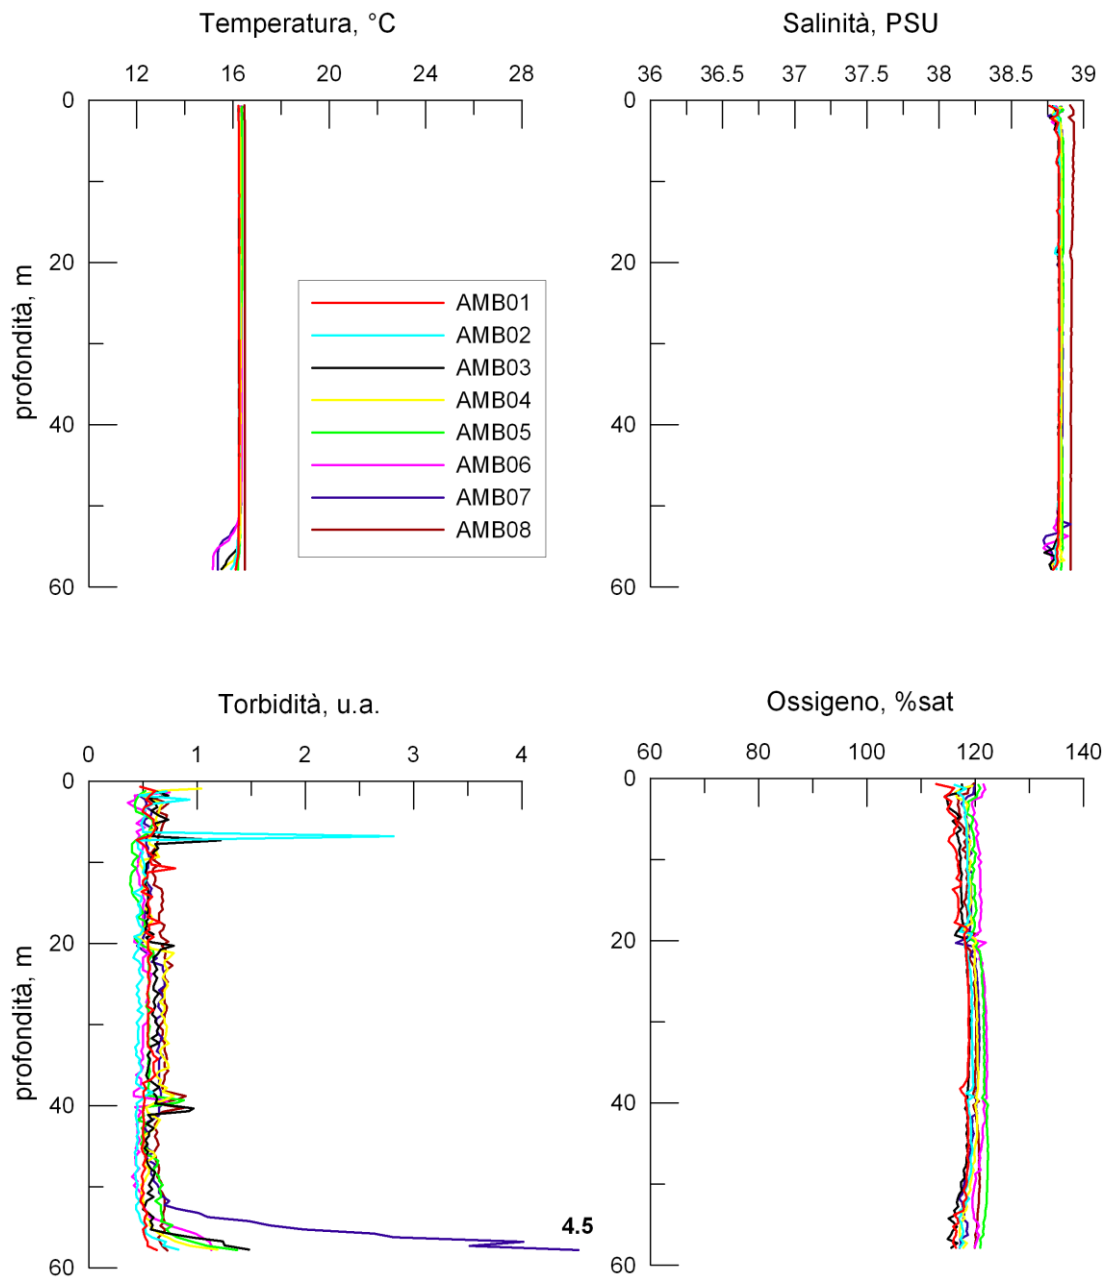 Temperatura, °C
12 16 20 24 28
0
20
40
60
profondità, m
AMB01
AMB02
AMB03
AMB04
AMB05
AMB06
AMB07
AMB08
Salinità, PSU
36 36.5 37 37.5 38 38.5 39
0
20
40
60
Torbidità, u.a.
0 1 2 3 4
0
20
40
60
profondità, m
4.5
Ossigeno, %sat
60 80 100 120 140
0
20
40
60